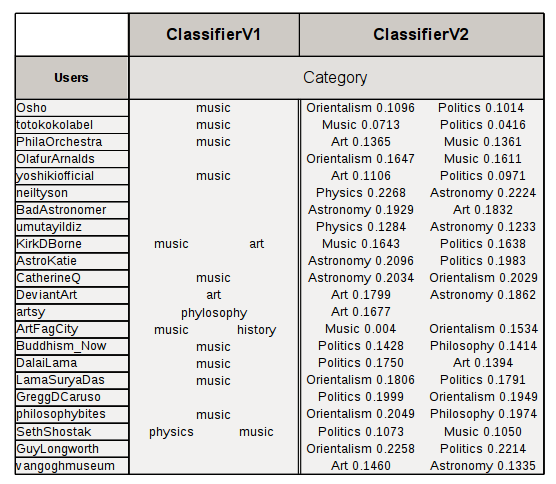 ClassifierV1 ClassifierV2
Users Category
Osho music Orientalism 0.1096 Politics 0.1014
totokokolabel music Music 0.0713 Politics 0.0416
PhilaOrchestra music Art 0.1365 Music 0.1361
OlafurArnalds Orientalism 0.1647 Music 0.1611
yoshikiofficial music Art 0.1106 Politics 0.0971
neiltyson Physics 0.2268 Astronomy 0.2224
BadAstronomer Astronomy 0.1929 Art 0.1832
umutayildiz Physics 0.1284 Astronomy 0.1233
KirkDBorne music art Music 0.1643 Politics 0.1638
AstroKatie Astronomy 0.2096 Politics 0.1983
CatherineQ music Astronomy 0.2034 Orientalism 0.2029
DeviantArt art Art 0.1799 Astronomy 0.1862
artsy phylosophy Art 0.1677
ArtFagCity music history Music 0.004 Orientalism 0.1534
Buddhism_Now music Politics 0.1428 Philosophy 0.1414
DalaiLama music Politics 0.1750 Art 0.1394
LamaSuryaDas music Orientalism 0.1806 Politics 0.1791
GreggDCaruso Politics 0.1999 Orientalism 0.1949
philosophybites music Orientalism 0.2049 Philosophy 0.1974
SethShostak physics music Politics 0.1073 Music 0.1050
GuyLongworth Orientalism 0.2258 Politics 0.2214
vangoghmuseum Art 0.1460 Astronomy 0.1335